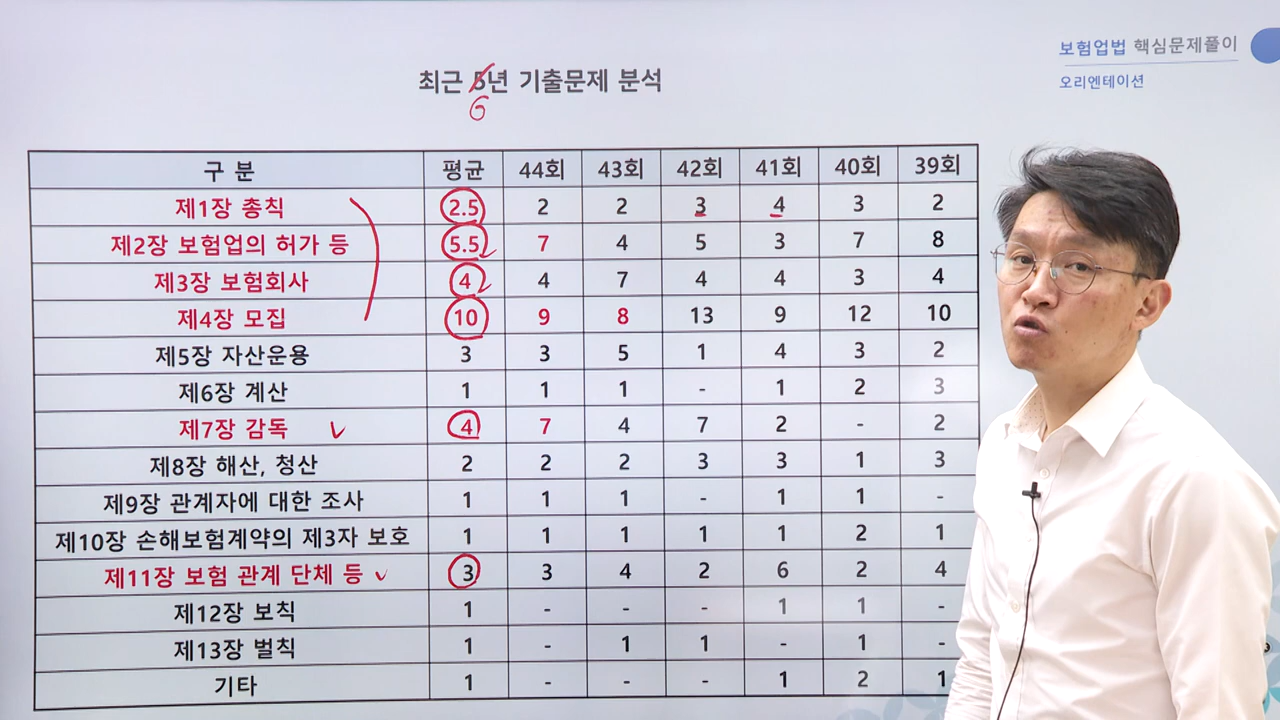 보험업법 핵심문제풀이
오리엔테이션
최근 5년 기출문제 분석
6
구 분 평균 44회 43회 42회 41회 40회 39회
제1장 총칙 2.5 2 2 3 4 3 2
제2장 보험업의 허가 등 5.5 7 4 5 3 7 8
제3장 보험회사 4 4 7 4 4 3 4
제4장 모집 10 9 8 13 9 12 10
제5장 자산운용 3 3 5 1 4 3 2
제6장 계산 1 1 1 - 1 2 3
제7장 감독 4 7 4 7 2 - 2
제8장 해산, 청산 2 2 2 3 3 1 3
제9장 관계자에 대한 조사 1 1 1 - 1 1 -
제10장 손해보험계약의 제3자 보호 1 1 1 1 1 2 1
제11장 보험 관계 단체 등 3 3 4 2 6 2 4
제12장 보칙 1 - - - 1 1 -
제13장 벌칙 1 - 1 1 - 1 -
기타 1 - - - 1 2 1